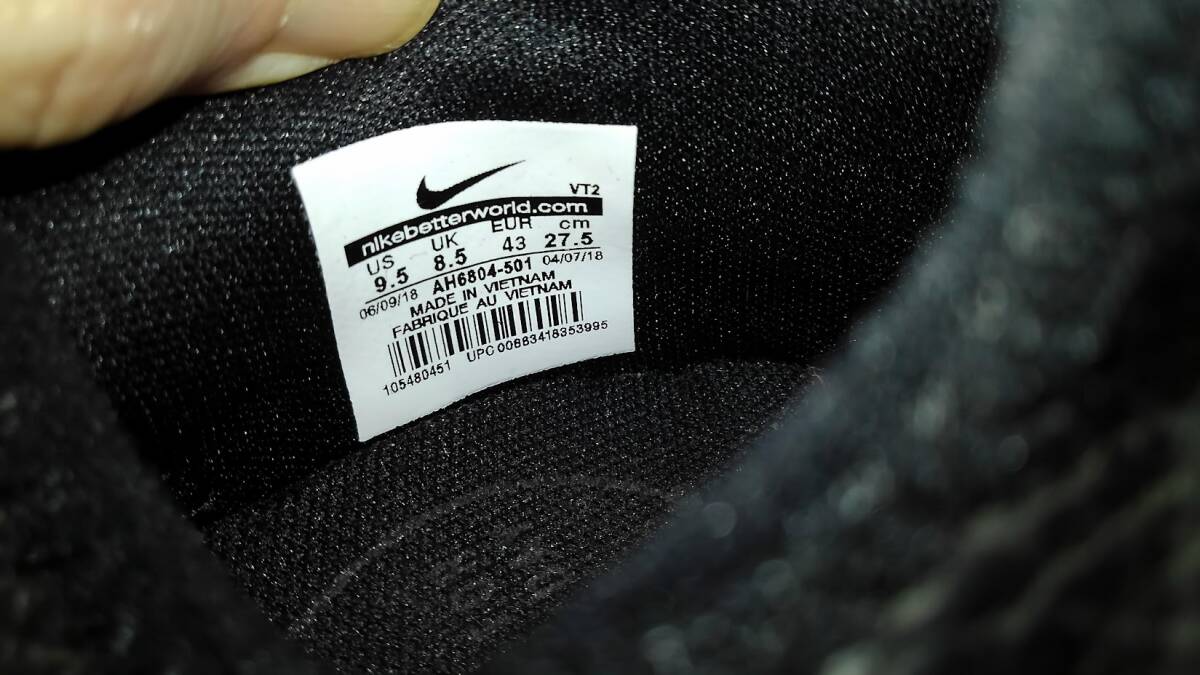 VT2
nikebetterworld.com
US UK EUR cm
9.5 8.5 43 27.5
06/09/18 AH6804-501 04/07/18
MADE IN VIETNAM
FABRIQUE AU VIETNAM
105480451 UPC 00883418353995